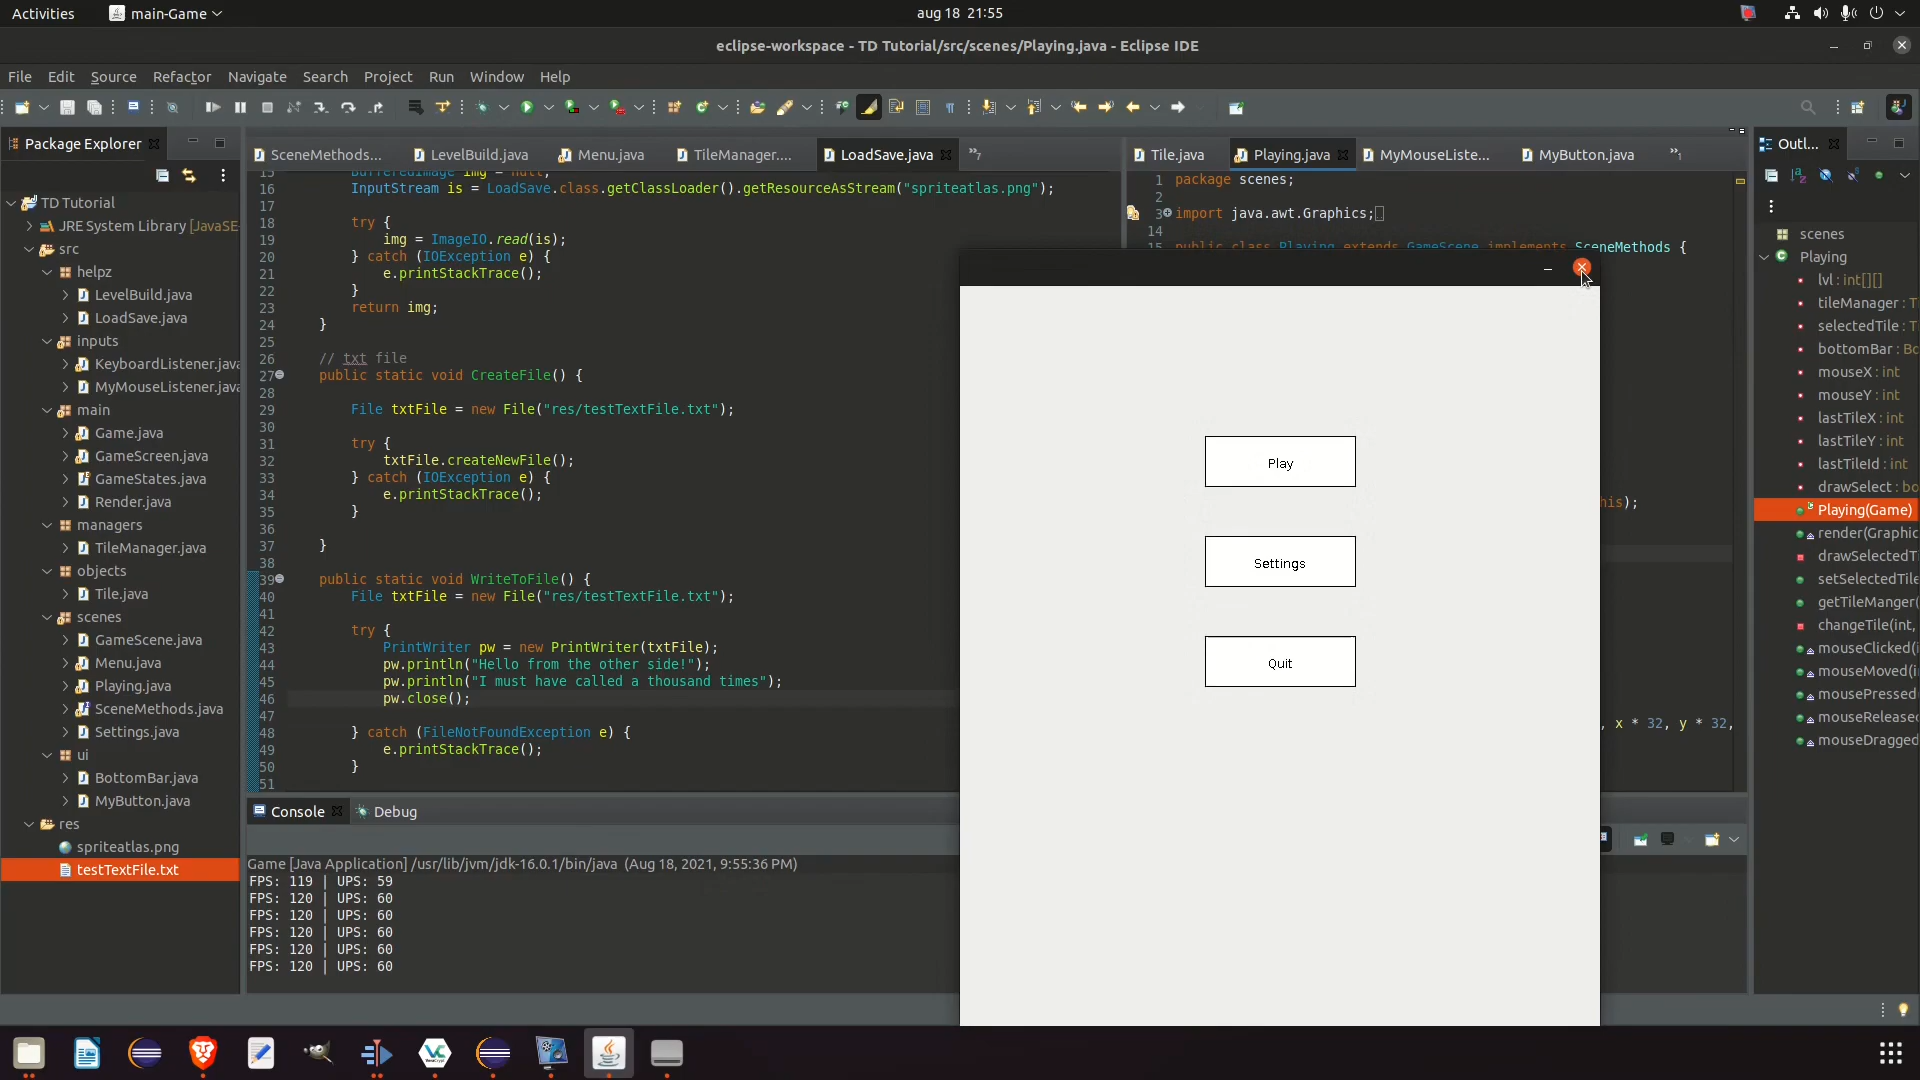 Activities
main-Game
aug 18 21:55
eclipse-workspace - TD Tutorial/src/scenes/Playing.java - Eclipse IDE
File Edit Source Refactor Navigate Search Project Run Window Help
Package Explorer
TD Tutorial
JRE System Library [JavaSE-
src
helpz
LevelBuild.java
LoadSave.java
inputs
KeyboardListener.java
MyMouseListener.java
main
Game.java
GameScreen.java
GameStates.java
Render.java
managers
TileManager.java
objects
Tile.java
scenes
GameScene.java
Menu.java
Playing.java
SceneMethods.java
Settings.java
ui
BottomBar.java
MyButton.java
res
spriteatlas.png
testTextFile.txt
SceneMethods... LevelBuild.java Menu.java TileManager.... LoadSave.java »7
15 BufferedImage img = null;
16 InputStream is = LoadSave.class.getClassLoader().getResourceAsStream("spriteatlas.png");
17
18 try {
19 img = ImageIO.read(is);
20 } catch (IOException e) {
21 e.printStackTrace();
22 }
23 return img;
24 }
25
26 // txt file
27 public static void CreateFile() {
28
29 File txtFile = new File("res/testTextFile.txt");
30
31 try {
32 txtFile.createNewFile();
33 } catch (IOException e) {
34 e.printStackTrace();
35 }
36
37 }
38
39 public static void WriteToFile() {
40 File txtFile = new File("res/testTextFile.txt");
41
42 try {
43 PrintWriter pw = new PrintWriter(txtFile);
44 pw.println("Hello from the other side!");
45 pw.println("I must have called a thousand times");
46 pw.close();
47
48 } catch (FileNotFoundException e) {
49 e.printStackTrace();
50 }
51
Tile.java Playing.java MyMouseListe... MyButton.java »1
1 package scenes;
2
3 import java.awt.Graphics;
14
15 public class Playing extends GameScene implements SceneMethods {
his);
, x * 32, y * 32,
Play
Settings
Quit
Console Debug
Game [Java Application] /usr/lib/jvm/jdk-16.0.1/bin/java (Aug 18, 2021, 9:55:36 PM)
FPS: 119 | UPS: 59
FPS: 120 | UPS: 60
FPS: 120 | UPS: 60
FPS: 120 | UPS: 60
FPS: 120 | UPS: 60
FPS: 120 | UPS: 60
Outl...
scenes
Playing
lvl : int[][]
tileManager : T
selectedTile : T
bottomBar : Bo
mouseX : int
mouseY : int
lastTileX : int
lastTileY : int
lastTileId : int
drawSelect : bo
Playing(Game)
render(Graphic
drawSelectedT
setSelectedTile
getTileManger(
changeTile(int,
mouseClicked(i
mouseMoved(i
mousePressed(
mouseReleased
mouseDragged